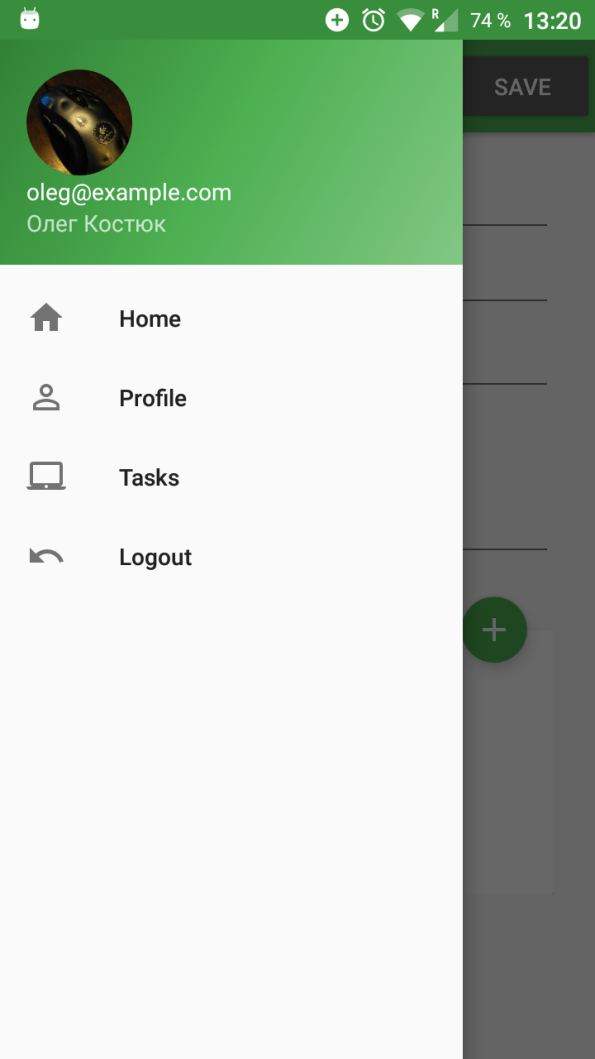 R 74 % 13:20
SAVE
oleg@example.com
Олег Костюк
Home
Profile
Tasks
Logout